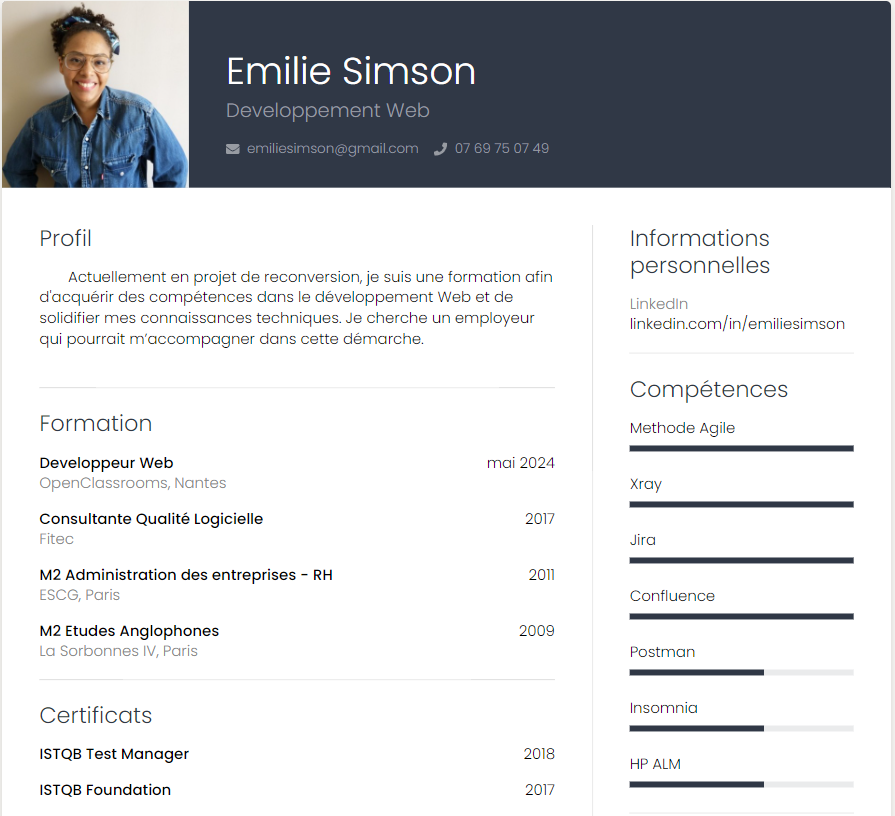 Emilie Simson
Developpement Web
emiliesimson@gmail.com 07 69 75 07 49
Profil
Actuellement en projet de reconversion, je suis une formation afin
d'acquérir des compétences dans le développement Web et de
solidifier mes connaissances techniques. Je cherche un employeur
qui pourrait m’accompagner dans cette démarche.
Formation
Developpeur Web mai 2024
OpenClassrooms, Nantes
Consultante Qualité Logicielle 2017
Fitec
M2 Administration des entreprises - RH 2011
ESCG, Paris
M2 Etudes Anglophones 2009
La Sorbonnes IV, Paris
Certificats
ISTQB Test Manager 2018
ISTQB Foundation 2017
Informations
personnelles
LinkedIn
linkedin.com/in/emiliesimson
Compétences
Methode Agile
Xray
Jira
Confluence
Postman
Insomnia
HP ALM